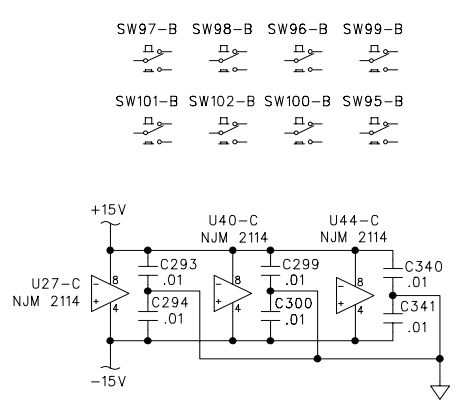 SW97-B SW98-B SW96-B SW99-B
SW101-B SW102-B SW100-B SW95-B
+15V
U40-C
NJM 2114
U44-C
NJM 2114
U27-C
NJM 2114
8
4
C293
.01
C294
.01
8
4
C299
.01
C300
.01
8
4
C340
.01
C341
.01
-15V